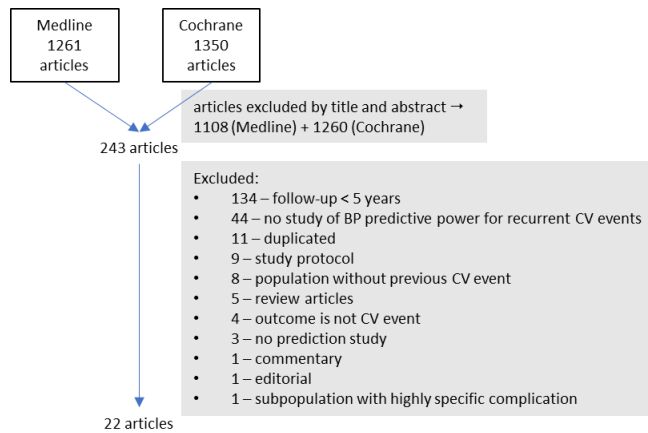 Medline
1261
articles
Cochrane
1350
articles
articles excluded by title and abstract →
1108 (Medline) + 1260 (Cochrane)
243 articles
Excluded:
• 134 – follow-up < 5 years
• 44 – no study of BP predictive power for recurrent CV events
• 11 – duplicated
• 9 – study protocol
• 8 – population without previous CV event
• 5 – review articles
• 4 – outcome is not CV event
• 3 – no prediction study
• 1 – commentary
• 1 – editorial
• 1 – subpopulation with highly specific complication
22 articles